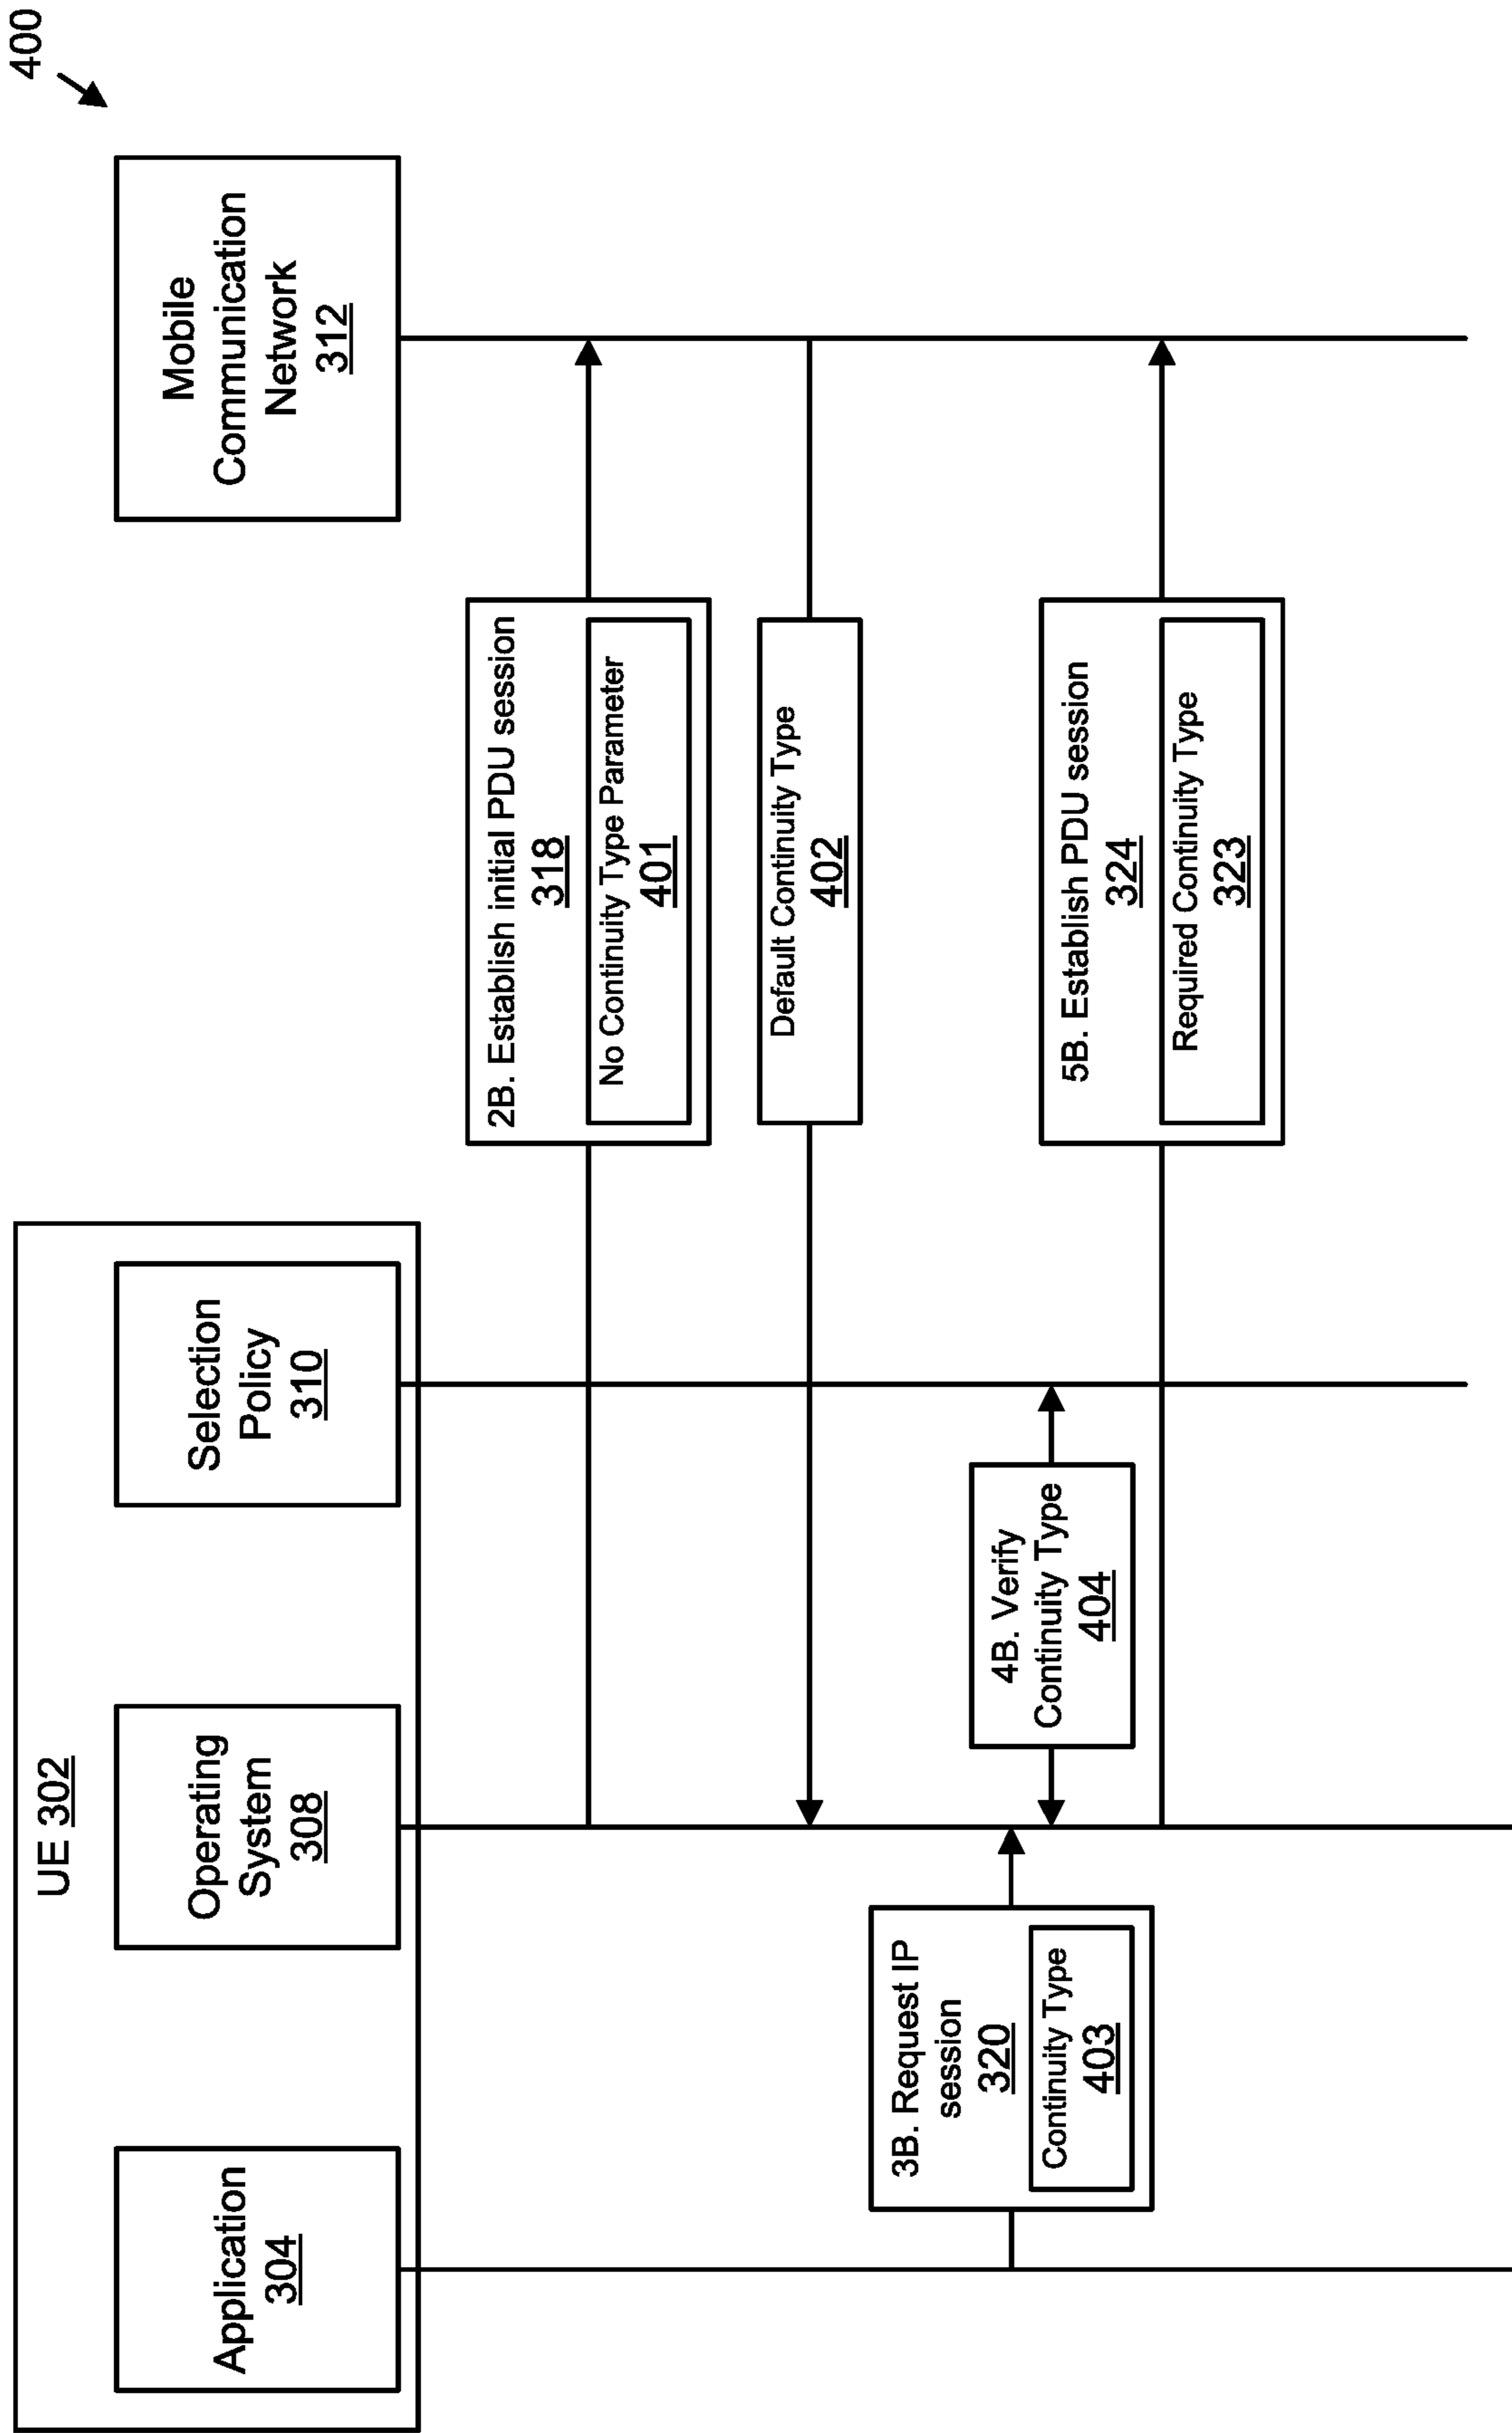 400
UE 302
Application
304
Operating
System
308
Selection
Policy
310
Mobile
Communication
Network
312
2B. Establish initial PDU session
318
No Continuity Type Parameter
401
Default Continuity Type
402
3B. Request IP
session
320
Continuity Type
403
4B. Verify
Continuity Type
404
5B. Establish PDU session
324
Required Continuity Type
323